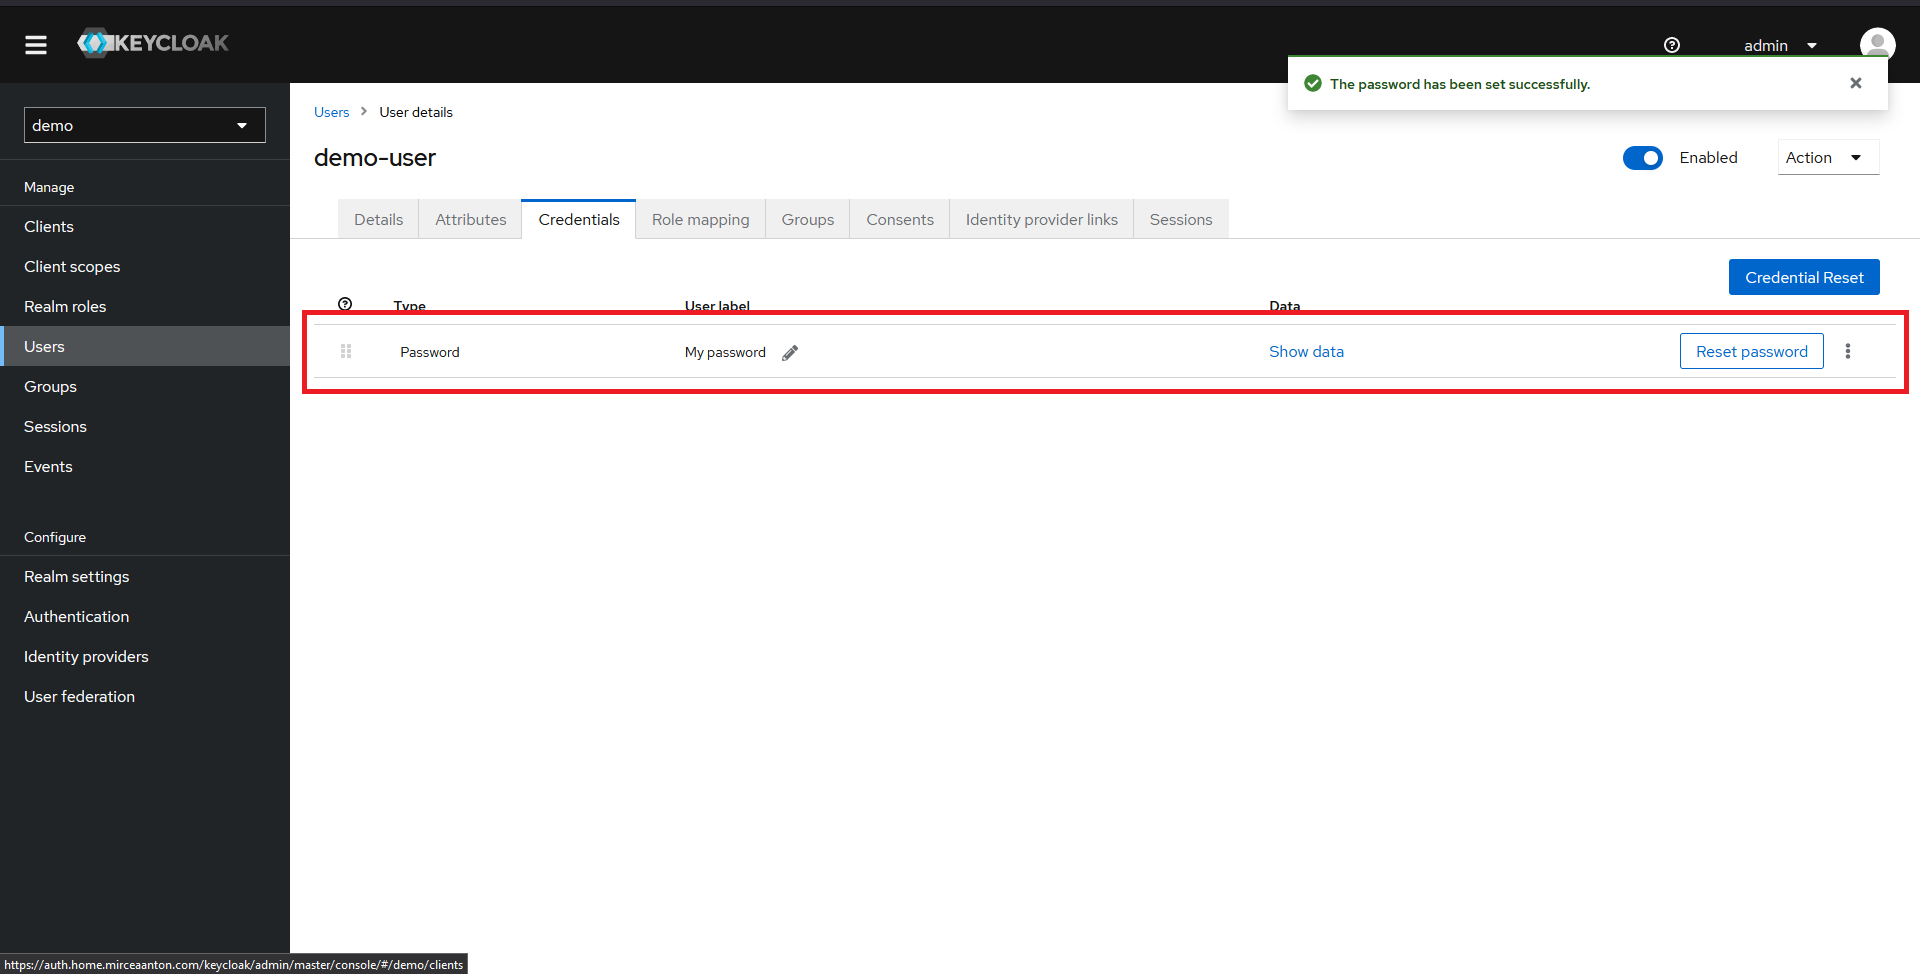 KEYCLOAK
admin
The password has been set successfully.
demo
Manage
Clients
Client scopes
Realm roles
Users
Groups
Sessions
Events
Configure
Realm settings
Authentication
Identity providers
User federation
Users > User details
demo-user
Enabled
Action
Details Attributes Credentials Role mapping Groups Consents Identity provider links Sessions
Credential Reset
Type User label Data
Password My password Show data Reset password
https://auth.home.mirceaanton.com/keycloak/admin/master/console/#/demo/clients